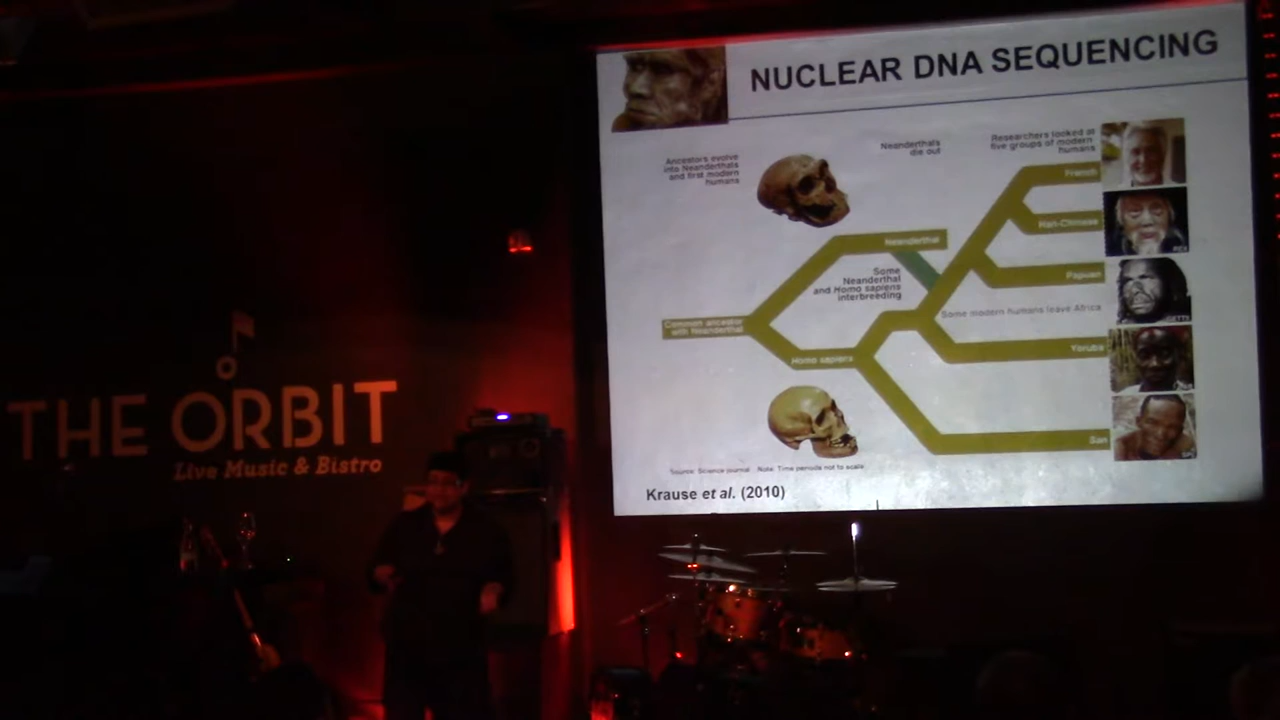 NUCLEAR DNA SEQUENCING
Ancestors evolve
into Neanderthals
and first modern
humans
Neanderthals
die out
Researchers looked at
five groups of modern
humans
French
Han-Chinese
Neanderthal
Some
Neanderthal
and Homo sapiens
interbreeding
Papuan
Some modern humans leave Africa
Common ancestor
with Neanderthal
Homo sapiens
Yoruba
San
Source: Science journal Note: Time periods not to scale
Krause et al. (2010)
GETTY
THE ORBIT
Live Music & Bistro